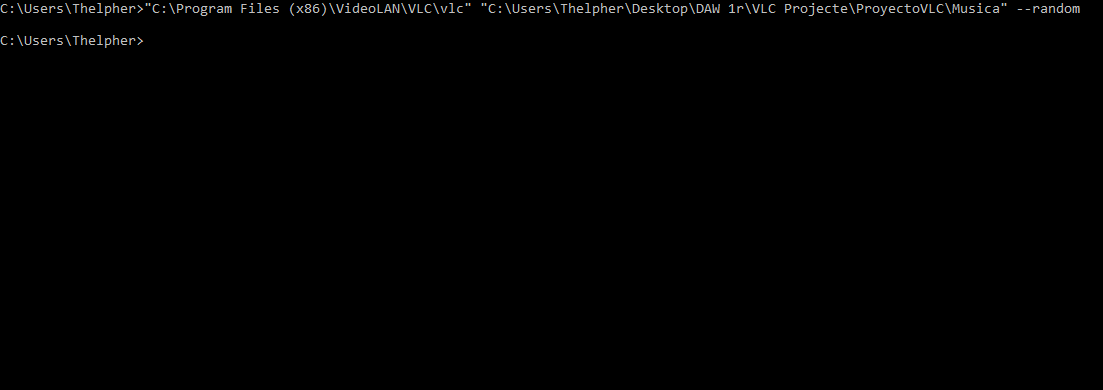 C:\Users\Thelpher>"C:\Program Files (x86)\VideoLAN\VLC\vlc" "C:\Users\Thelpher\Desktop\DAW 1r\VLC Projecte\ProyectoVLC\Musica" --random
C:\Users\Thelpher>